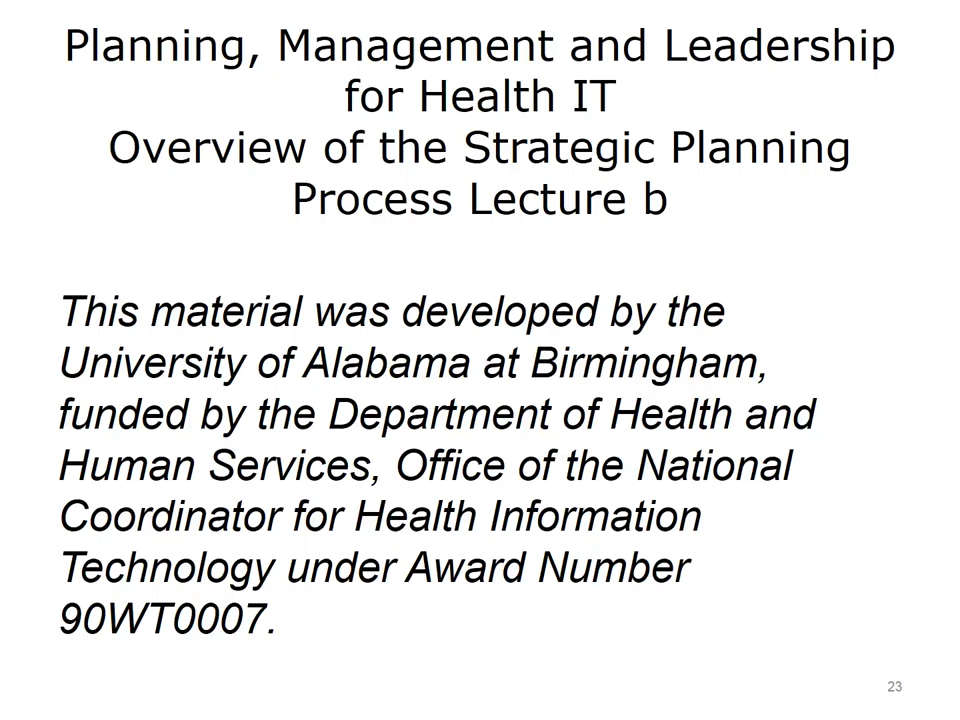 Planning, Management and Leadership
for Health IT
Overview of the Strategic Planning
Process Lecture b
This material was developed by the
University of Alabama at Birmingham,
funded by the Department of Health and
Human Services, Office of the National
Coordinator for Health Information
Technology under Award Number
90WT0007.
23